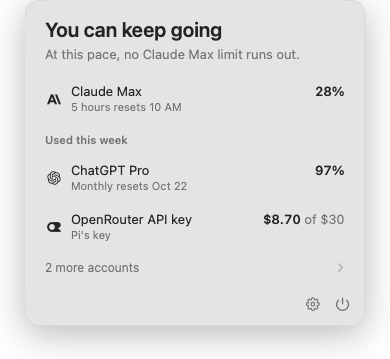 You can keep going
At this pace, no Claude Max limit runs out.
Claude Max 28%
5 hours resets 10 AM
Used this week
ChatGPT Pro 97%
Monthly resets Oct 22
OpenRouter API key $8.70 of $30
Pi's key
2 more accounts